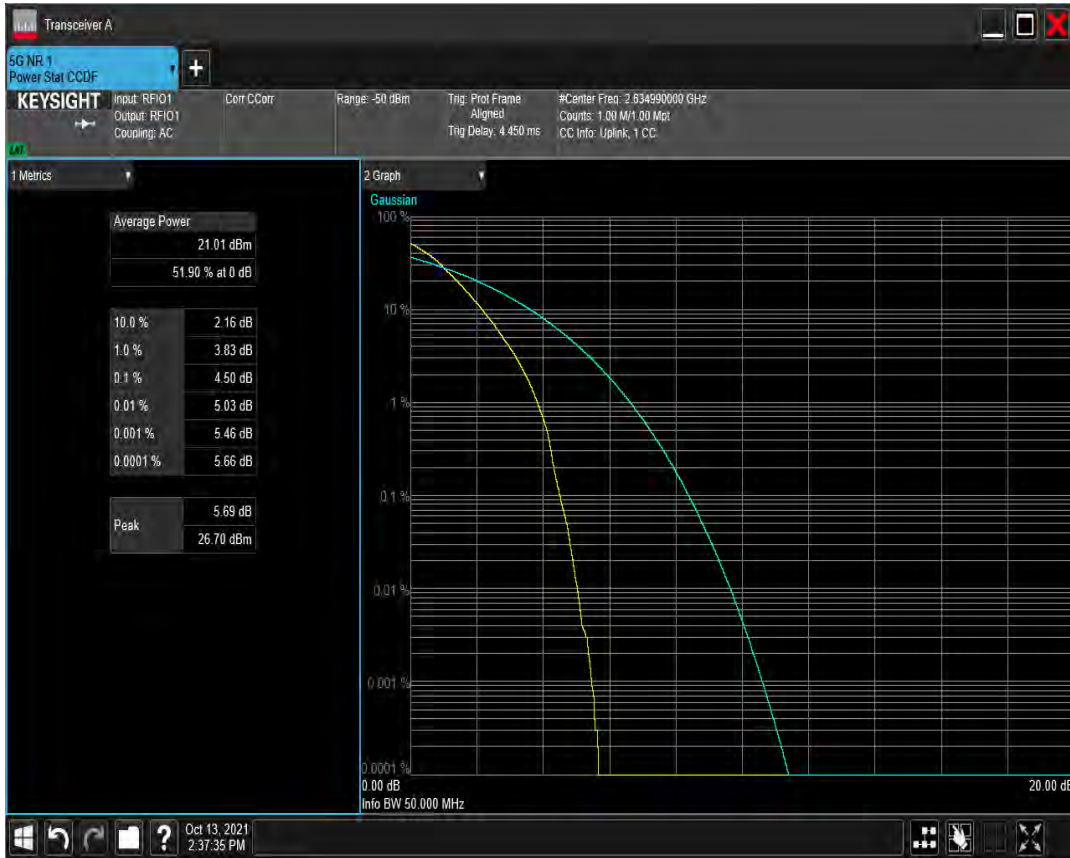 Transceiver A
5G NR 1
Power Stat CCDF
+
KEYSIGHT
Input: RFIO1
Output: RFIO1
Coupling: AC
Corr CCorr
Range: -50 dBm
Trig: Prot Frame
Aligned
Trig Delay: 4.450 ms
#Center Freq: 2.634990000 GHz
Counts: 1.00 M/1.00 Mpt
CC Info: Uplink, 1 CC
1 Metrics
Average Power
21.01 dBm
51.90 % at 0 dB
10.0 % 2.16 dB
1.0 % 3.83 dB
0.1 % 4.50 dB
0.01 % 5.03 dB
0.001 % 5.46 dB
0.0001 % 5.66 dB
Peak
5.69 dB
26.70 dBm
2 Graph
Gaussian
100 %
10 %
1 %
0.1 %
0.01 %
0.001 %
0.0001 %
0.00 dB 20.00 dB
Info BW 50.000 MHz
?
Oct 13, 2021
2:37:35 PM